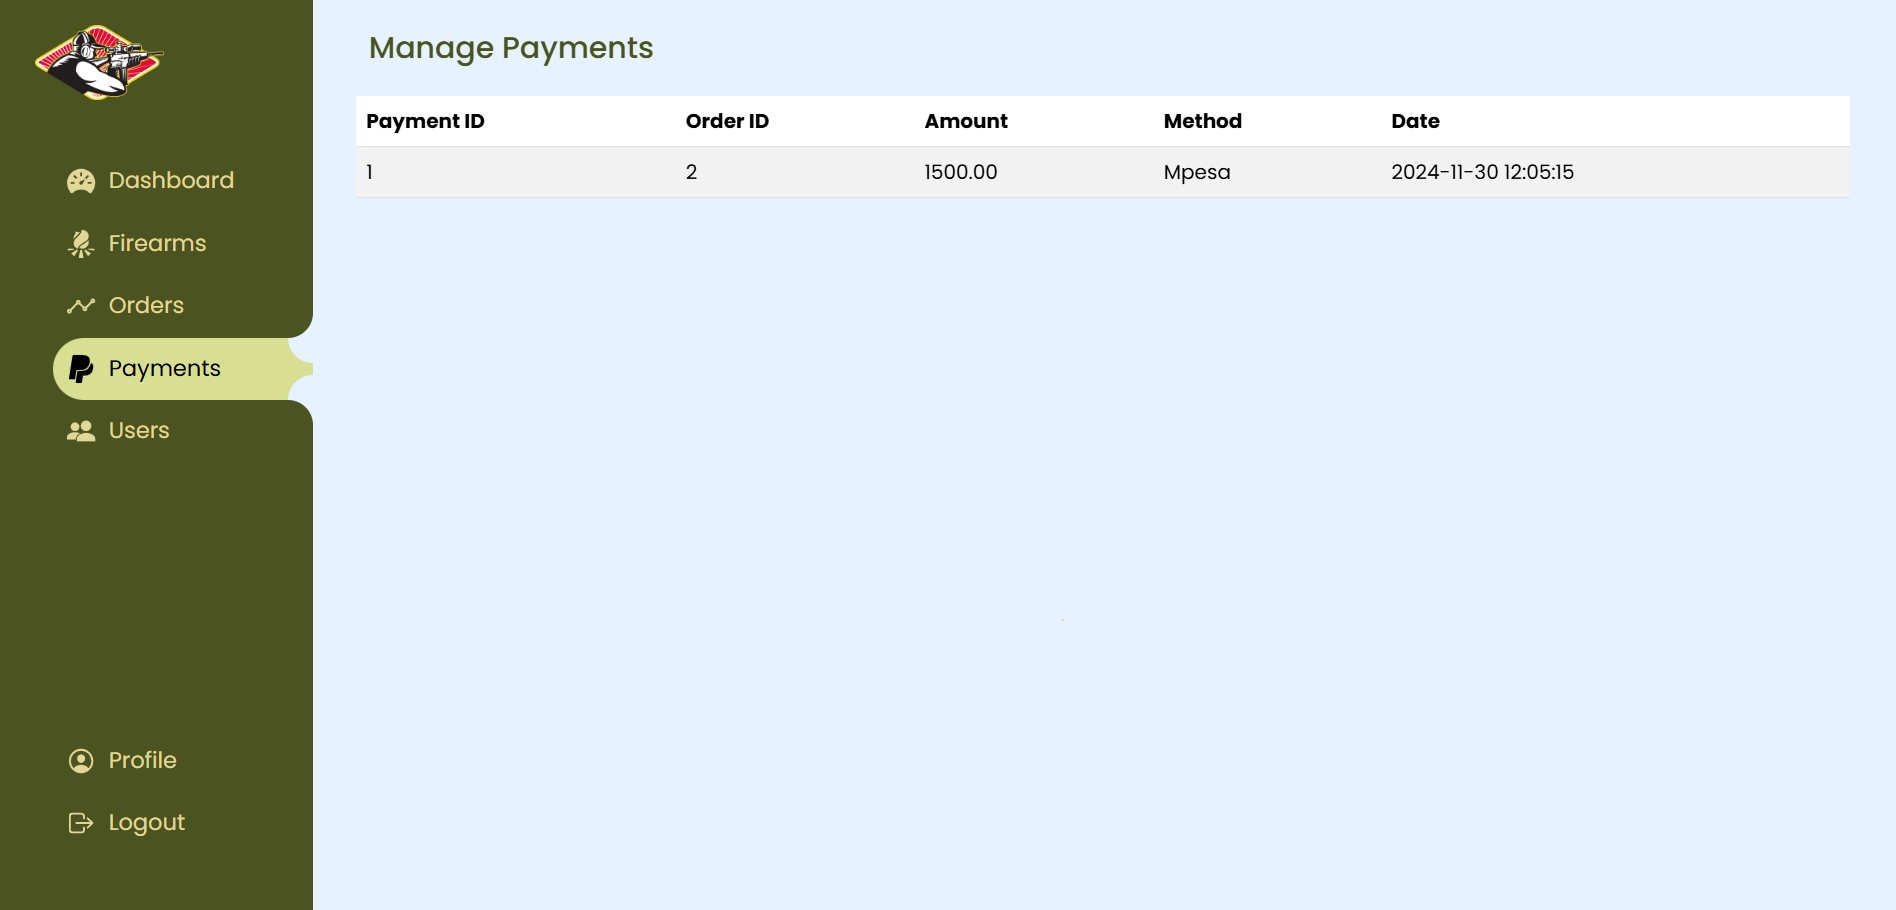 Dashboard
Firearms
Orders
Payments
Users
Profile
Logout
Manage Payments
Payment ID Order ID Amount Method Date
1 2 1500.00 Mpesa 2024-11-30 12:05:15